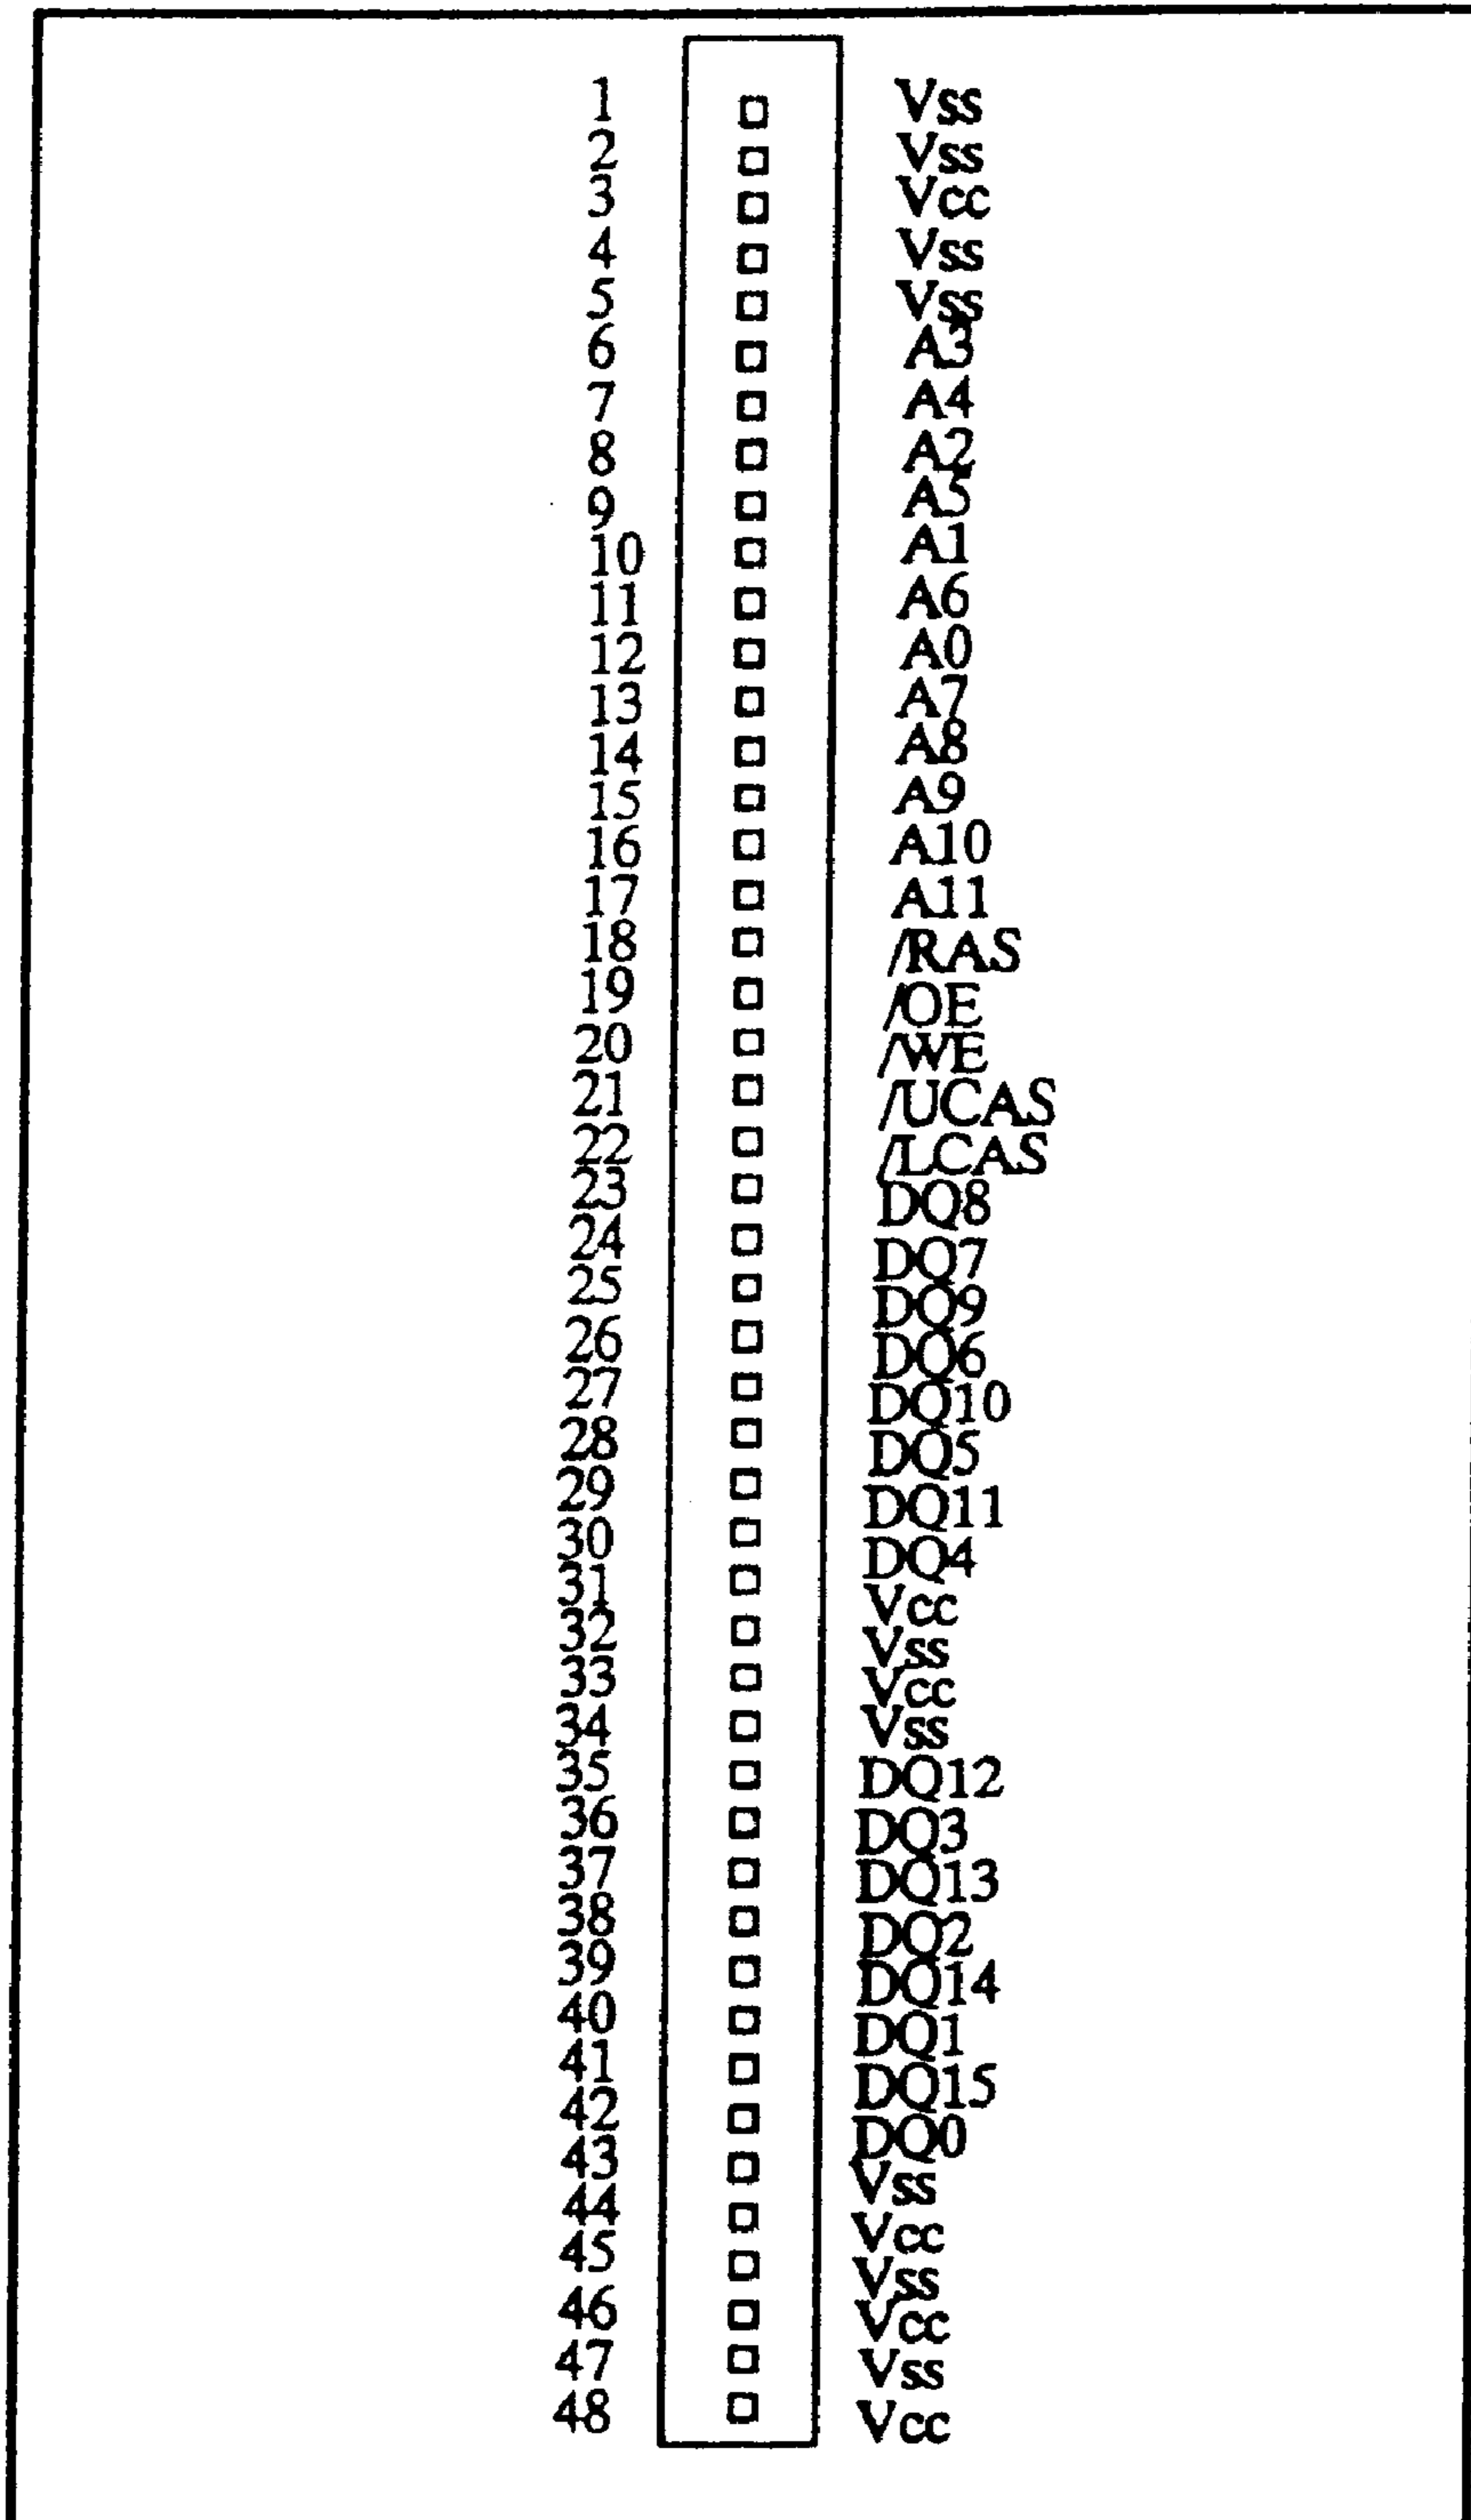 1 Vss
2 Vss
3 Vcc
4 Vss
5 Vss
6 A3
7 A4
8 A2
9 A5
10 A1
11 A6
12 A0
13 A7
14 A8
15 A9
16 A10
17 A11
18 /RAS
19 /OE
20 /WE
21 /UCAS
22 /LCAS
23 DQ8
24 DQ7
25 DQ9
26 DQ6
27 DQ10
28 DQ5
29 DQ11
30 DQ4
31 Vcc
32 Vss
33 Vcc
34 Vss
35 DQ12
36 DQ3
37 DQ13
38 DQ2
39 DQ14
40 DQ1
41 DQ15
42 DQ0
43 Vss
44 Vcc
45 Vss
46 Vcc
47 Vss
48 Vcc